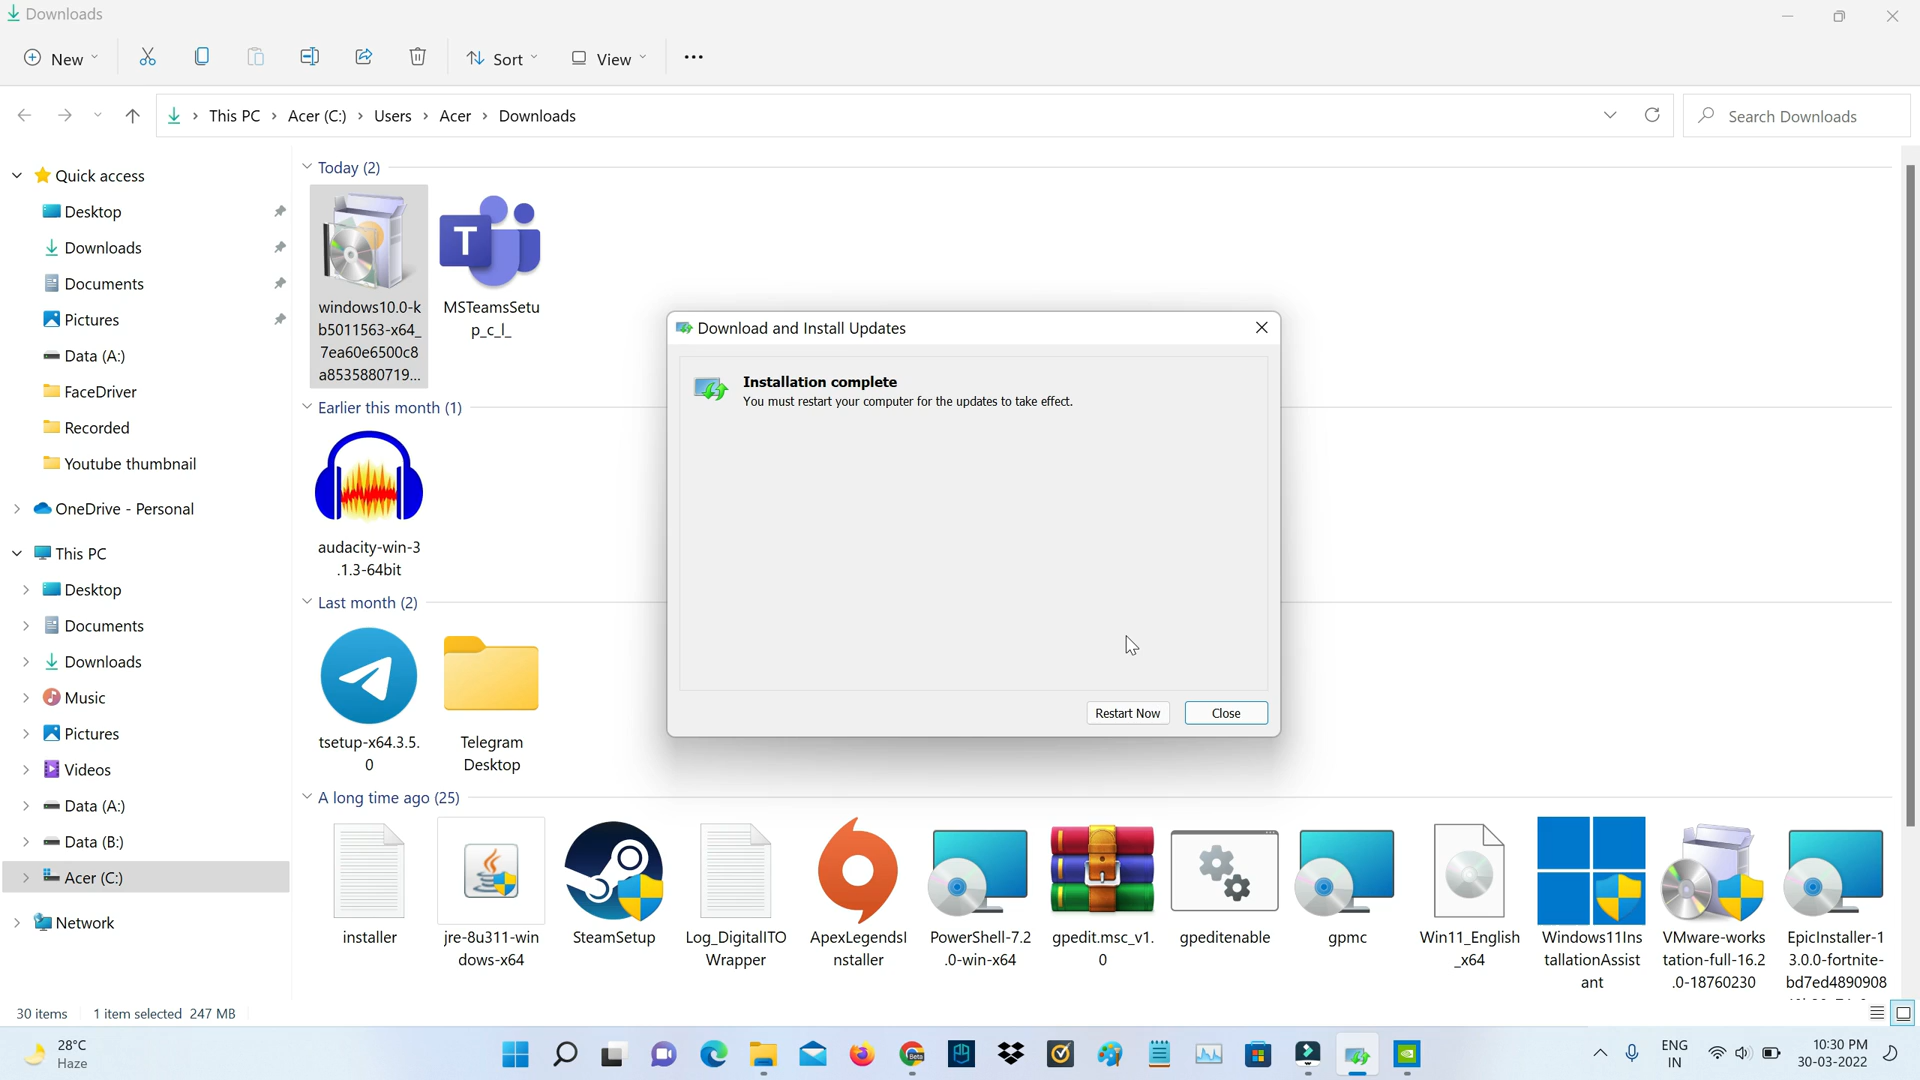 Downloads
New
Sort
View
This PC
Acer (C:)
Users
Acer
Downloads
Search Downloads
Quick access
Desktop
Downloads
Documents
Pictures
Data (A:)
FaceDriver
Recorded
Youtube thumbnail
OneDrive - Personal
This PC
Desktop
Documents
Downloads
Music
Pictures
Videos
Data (A:)
Data (B:)
Acer (C:)
Network
Today (2)
windows10.0-k
b5011563-x64_
7ea60e6500c8
a8535880719...
T
MSTeamsSetu
p_c_l_
Earlier this month (1)
audacity-win-3
.1.3-64bit
Last month (2)
tsetup-x64.3.5.
0
Telegram
Desktop
A long time ago (25)
installer
jre-8u311-win
dows-x64
SteamSetup
Log_DigitalITO
Wrapper
ApexLegendsI
nstaller
PowerShell-7.2
.0-win-x64
gpedit.msc_v1.
0
gpeditenable
gpmc
Win11_English
_x64
Windows11Ins
tallationAssist
ant
VMware-works
tation-full-16.2
.0-18760230
EpicInstaller-1
3.0.0-fortnite-
bd7ed4890908
Download and Install Updates
Installation complete
You must restart your computer for the updates to take effect.
Restart Now
Close
30 items
1 item selected 247 MB
28°C
Haze
Beta
ENG
IN
10:30 PM
30-03-2022